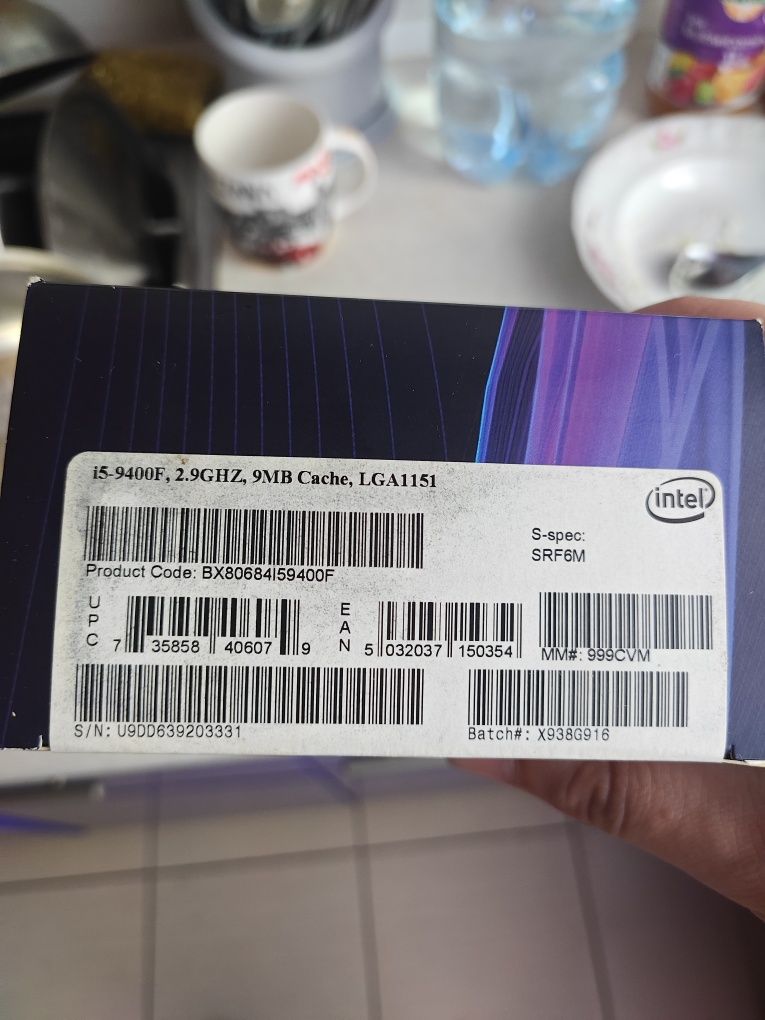 i5-9400F, 2.9GHZ, 9MB Cache, LGA1151
intel
S-spec:
SRF6M
Product Code: BX80684I59400F
UPC
7 35858 40607 9
EAN
5 032037 150354
MM#: 999CVM
S/N: U9DD639203331
Batch#: X938G916